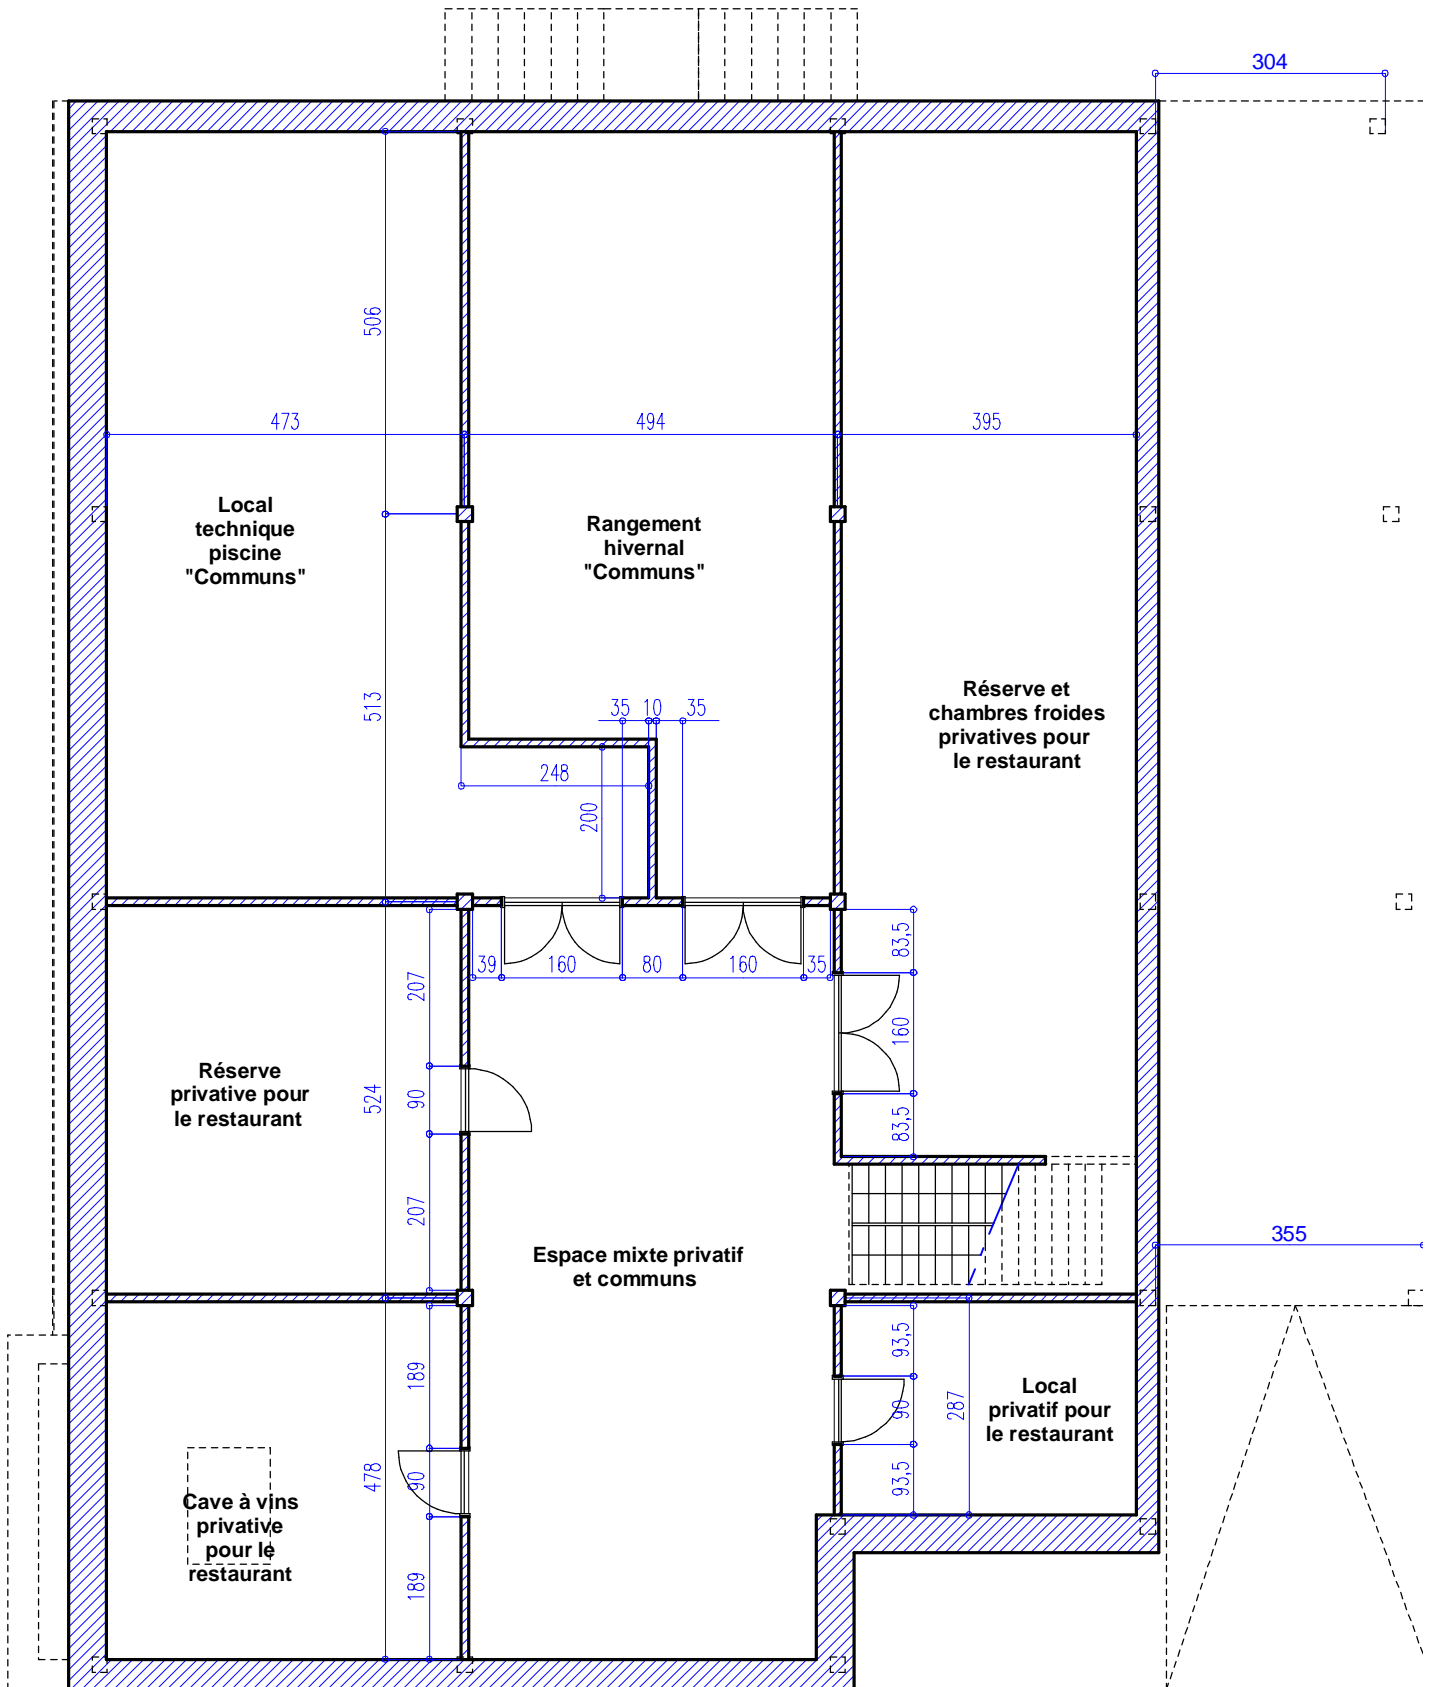 304
506
473
494
395
Local
technique
piscine
"Communs"
Rangement
hivernal
"Communs"
Réserve et
chambres froides
privatives pour
le restaurant
513
35
10
35
248
200
83,5
39
160
80
160
35
207
160
Réserve
privative pour
le restaurant
524
90
83,5
207
Espace mixte privatif
et communs
355
93,5
189
Local
privatif pour
le restaurant
287
90
93,5
478
90
Cave à vins
privative
pour le
restaurant
189